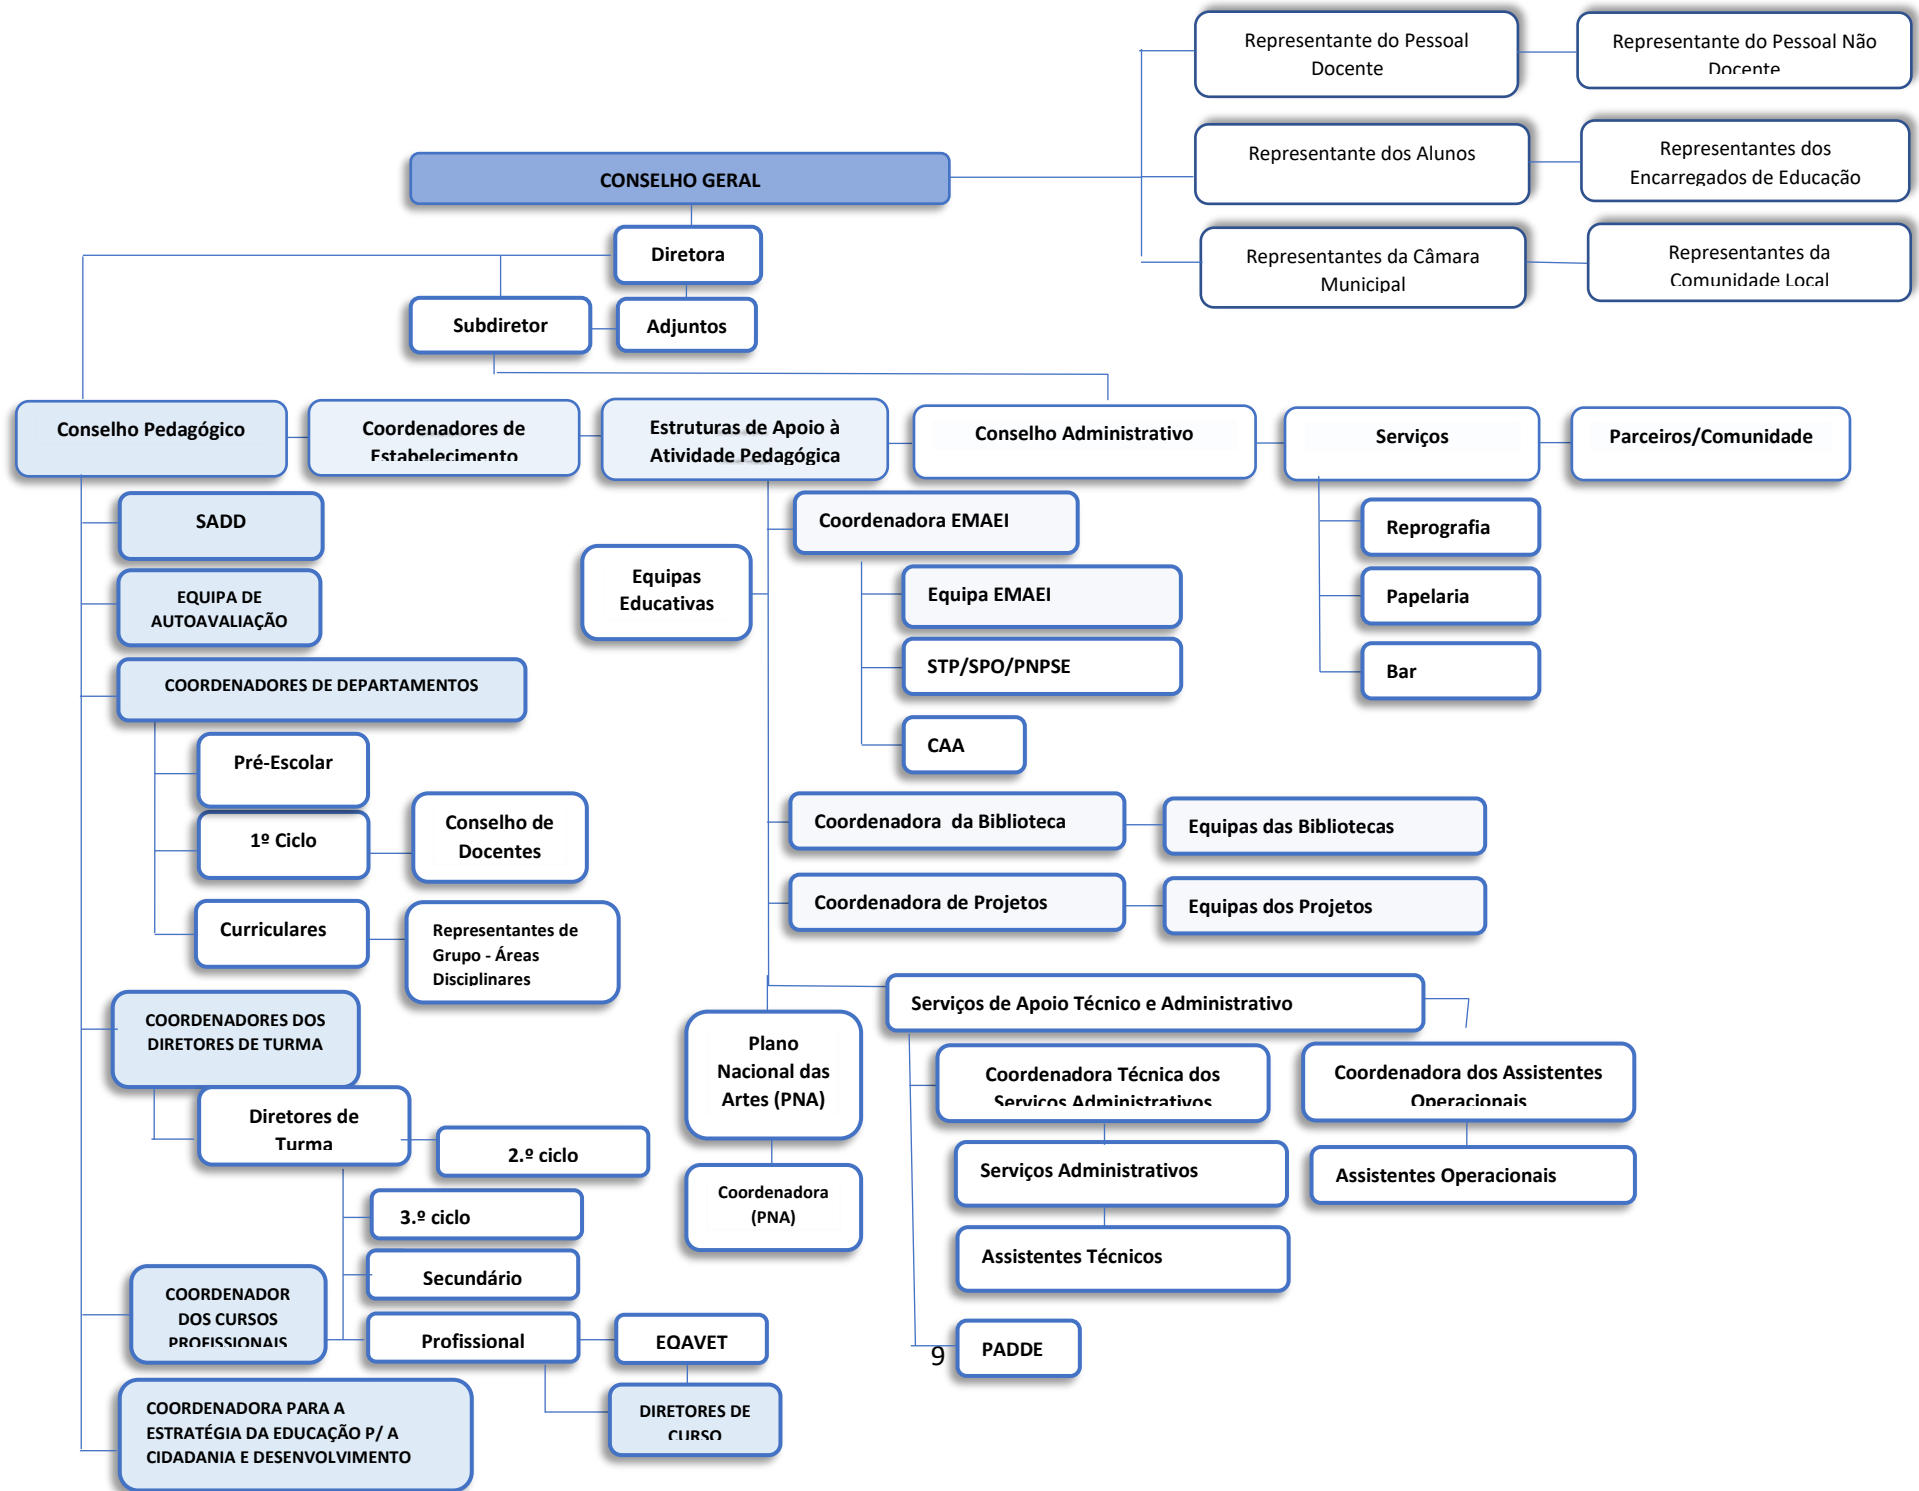 Representante do Pessoal
Docente
Representante do Pessoal Não
Docente
Representante dos Alunos
Representantes dos
Encarregados de Educação
CONSELHO GERAL
Representantes da Câmara
Municipal
Representantes da
Comunidade Local
Diretora
Subdiretor
Adjuntos
Conselho Pedagógico
Coordenadores de
Estabelecimento
Estruturas de Apoio à
Atividade Pedagógica
Conselho Administrativo
Serviços
Parceiros/Comunidade
SADD
EQUIPA DE
AUTOAVALIAÇÃO
COORDENADORES DE DEPARTAMENTOS
Pré-Escolar
1º Ciclo
Conselho de
Docentes
Curriculares
Representantes de
Grupo - Áreas
Disciplinares
COORDENADORES DOS
DIRETORES DE TURMA
Diretores de
Turma
2.º ciclo
3.º ciclo
Secundário
COORDENADOR
DOS CURSOS
PROFISSIONAIS
Profissional
EQAVET
DIRETORES DE
CURSO
COORDENADORA PARA A
ESTRATÉGIA DA EDUCAÇÃO P/ A
CIDADANIA E DESENVOLVIMENTO
Equipas
Educativas
Coordenadora EMAEI
Equipa EMAEI
STP/SPO/PNPSE
CAA
Coordenadora da Biblioteca
Equipas das Bibliotecas
Coordenadora de Projetos
Equipas dos Projetos
Plano
Nacional das
Artes (PNA)
Coordenadora
(PNA)
Serviços de Apoio Técnico e Administrativo
Coordenadora Técnica dos
Serviços Administrativos
Serviços Administrativos
Assistentes Técnicos
Coordenadora dos Assistentes
Operacionais
Assistentes Operacionais
PADDE
Reprografia
Papelaria
Bar
9